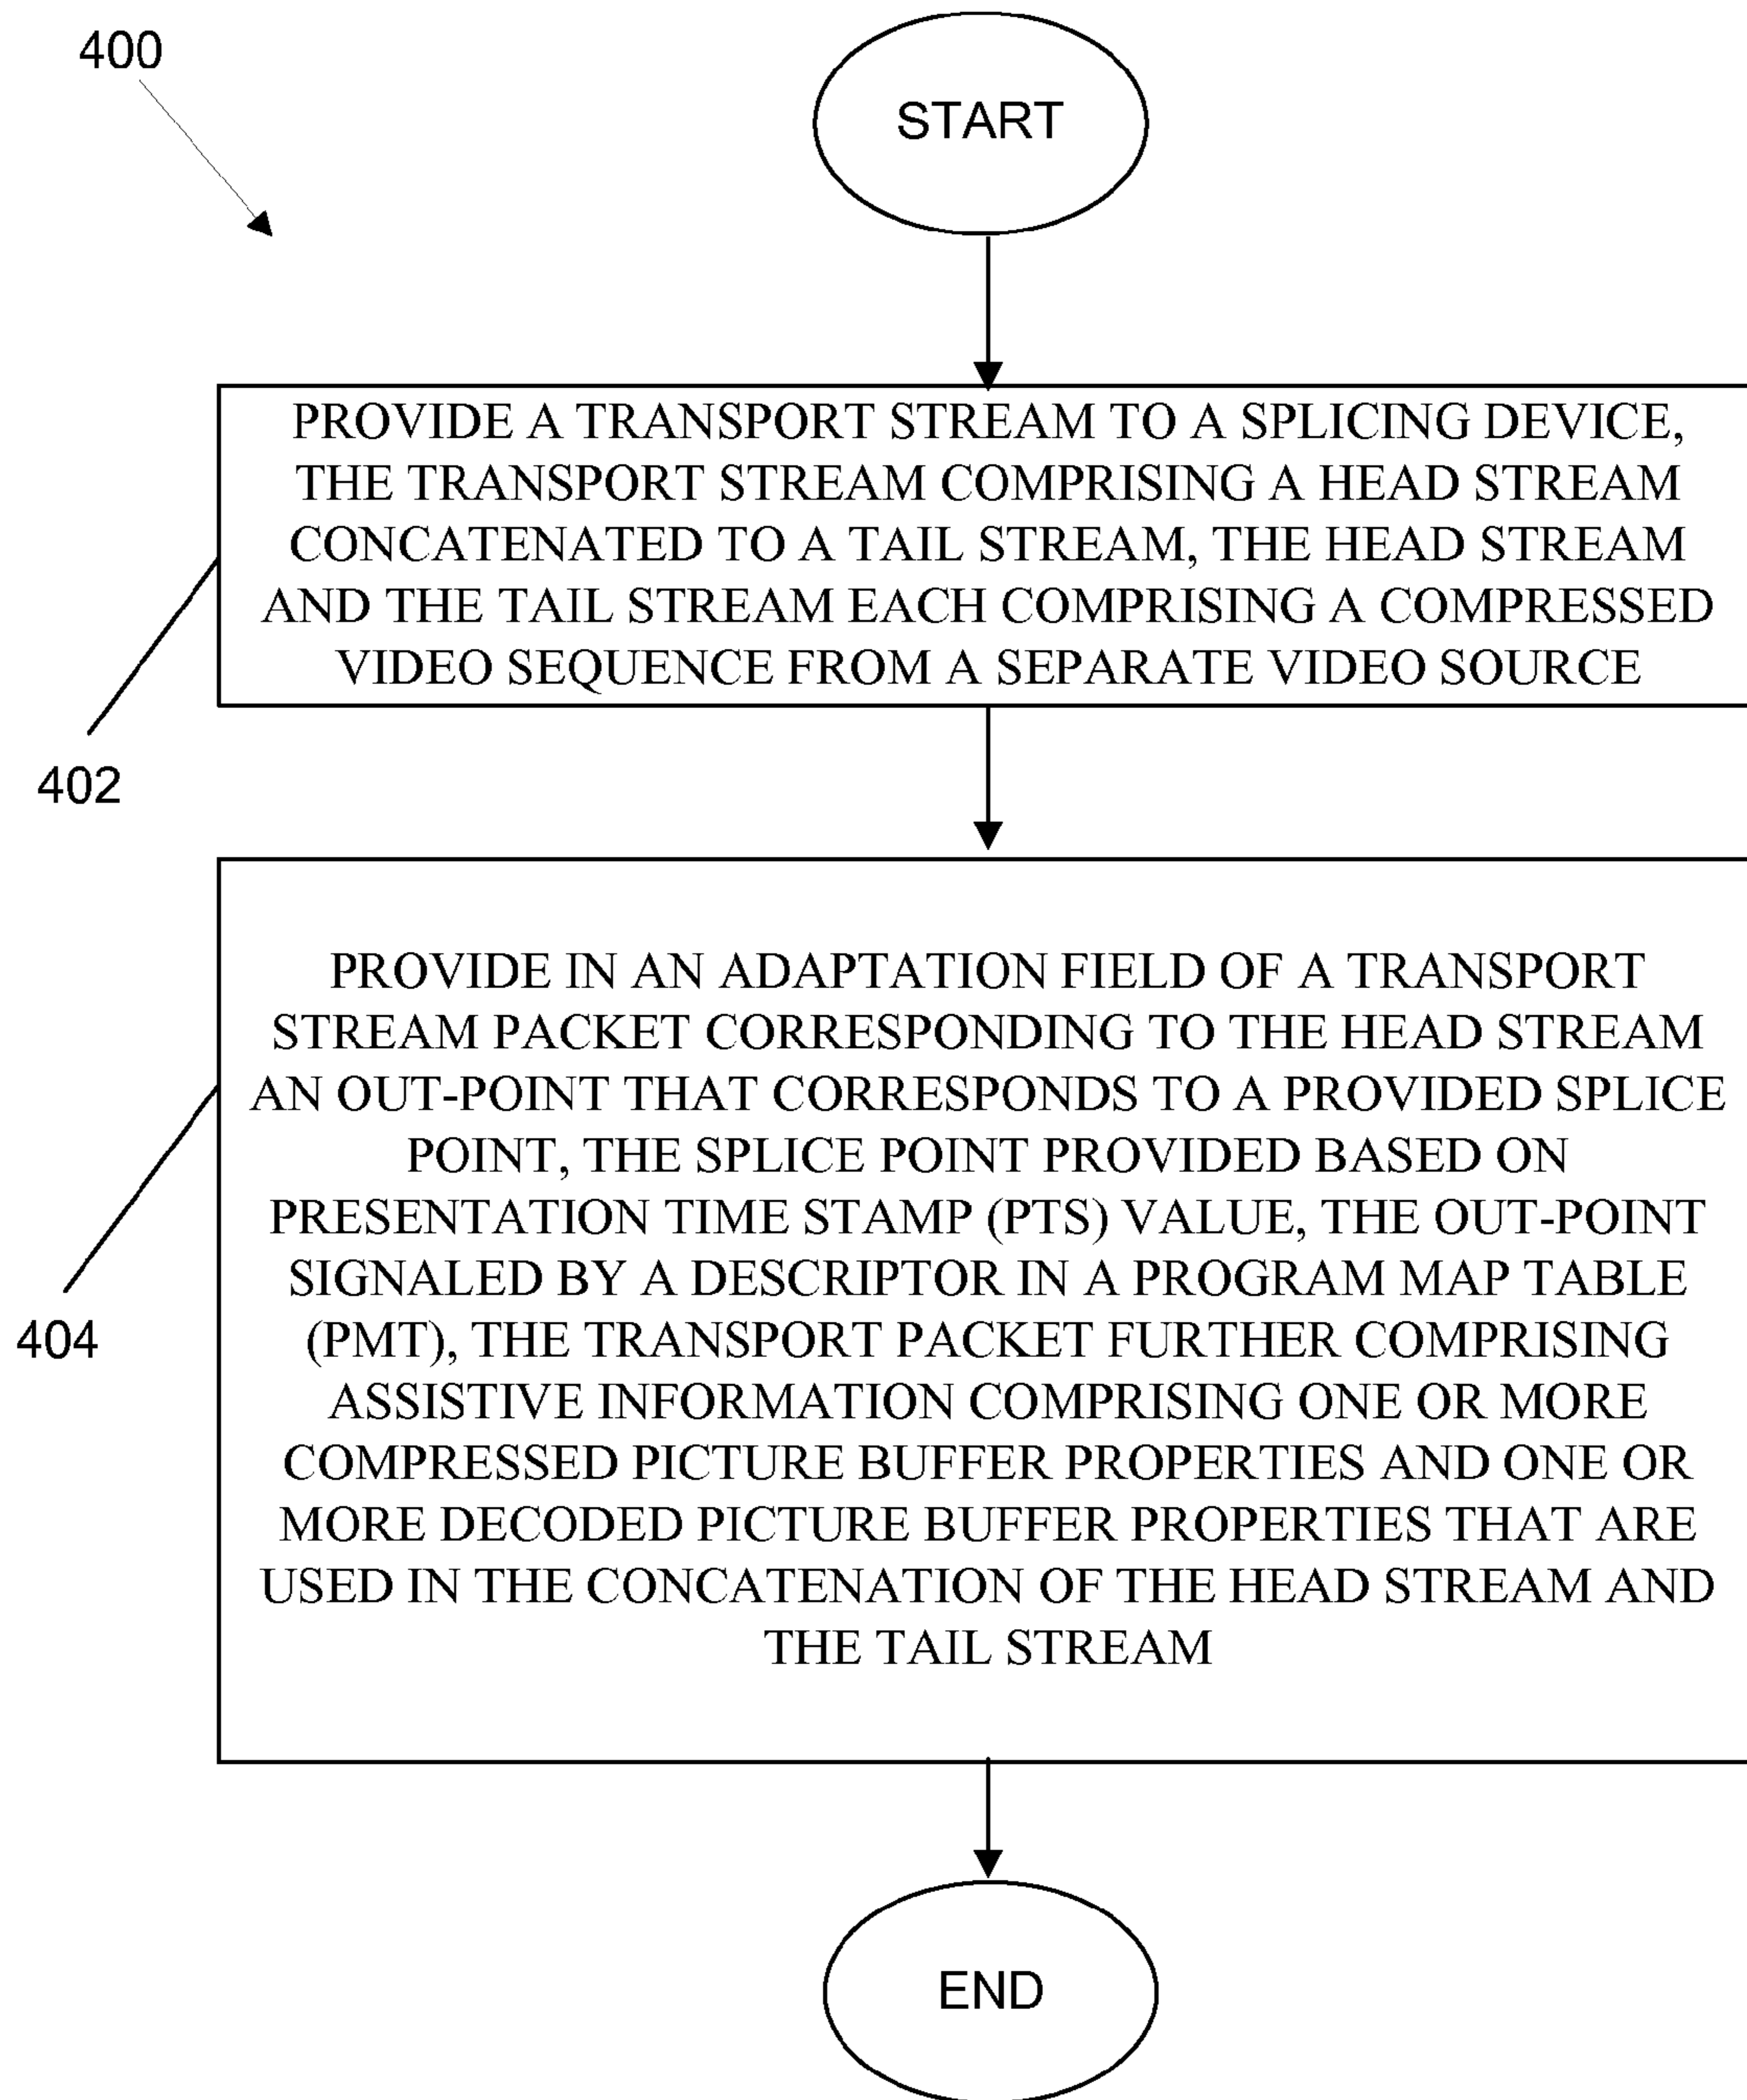 400
START
PROVIDE A TRANSPORT STREAM TO A SPLICING DEVICE,
THE TRANSPORT STREAM COMPRISING A HEAD STREAM
CONCATENATED TO A TAIL STREAM, THE HEAD STREAM
AND THE TAIL STREAM EACH COMPRISING A COMPRESSED
VIDEO SEQUENCE FROM A SEPARATE VIDEO SOURCE
402
PROVIDE IN AN ADAPTATION FIELD OF A TRANSPORT
STREAM PACKET CORRESPONDING TO THE HEAD STREAM
AN OUT-POINT THAT CORRESPONDS TO A PROVIDED SPLICE
POINT, THE SPLICE POINT PROVIDED BASED ON
PRESENTATION TIME STAMP (PTS) VALUE, THE OUT-POINT
SIGNALED BY A DESCRIPTOR IN A PROGRAM MAP TABLE
(PMT), THE TRANSPORT PACKET FURTHER COMPRISING
ASSISTIVE INFORMATION COMPRISING ONE OR MORE
COMPRESSED PICTURE BUFFER PROPERTIES AND ONE OR
MORE DECODED PICTURE BUFFER PROPERTIES THAT ARE
USED IN THE CONCATENATION OF THE HEAD STREAM AND
THE TAIL STREAM
404
END